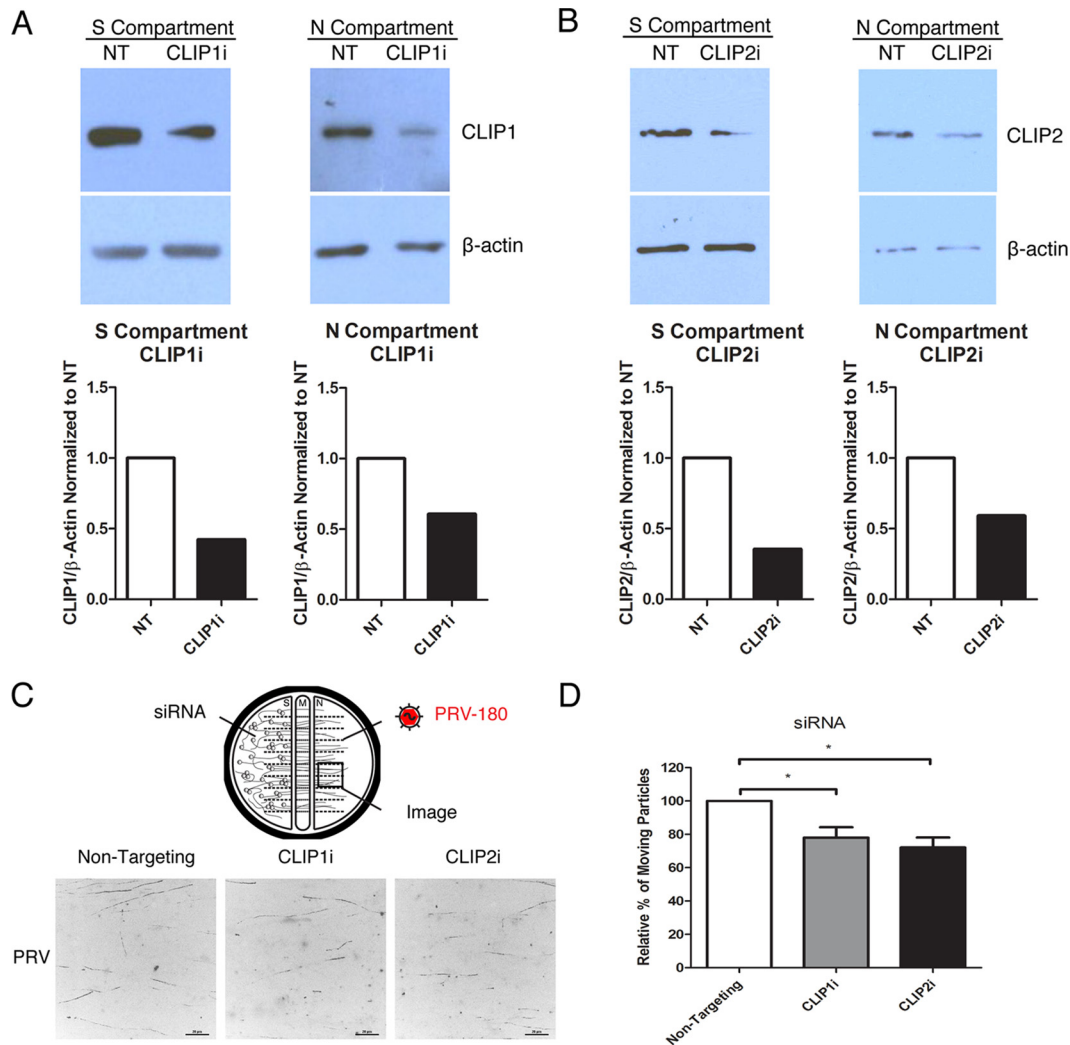 A
S Compartment
NT CLIP1i
N Compartment
NT CLIP1i
CLIP1
β-actin
S Compartment
CLIP1i
CLIP1/β-Actin Normalized to NT
1.5
1.0
0.5
0.0
NT
CLIP1i
N Compartment
CLIP1i
CLIP1/β-Actin Normalized to NT
1.5
1.0
0.5
0.0
NT
CLIP1i
B
S Compartment
NT CLIP2i
N Compartment
NT CLIP2i
CLIP2
β-actin
S Compartment
CLIP2i
CLIP2/β-Actin Normalized to NT
1.5
1.0
0.5
0.0
NT
CLIP2i
N Compartment
CLIP2i
CLIP2/β-Actin Normalized to NT
1.5
1.0
0.5
0.0
NT
CLIP2i
C
siRNA
S M N
PRV-180
Image
Non-Targeting CLIP1i CLIP2i
PRV
D
siRNA
*
*
Relative % of Moving Particles
120
100
80
60
40
20
0
Non-Targeting
CLIP1i
CLIP2i